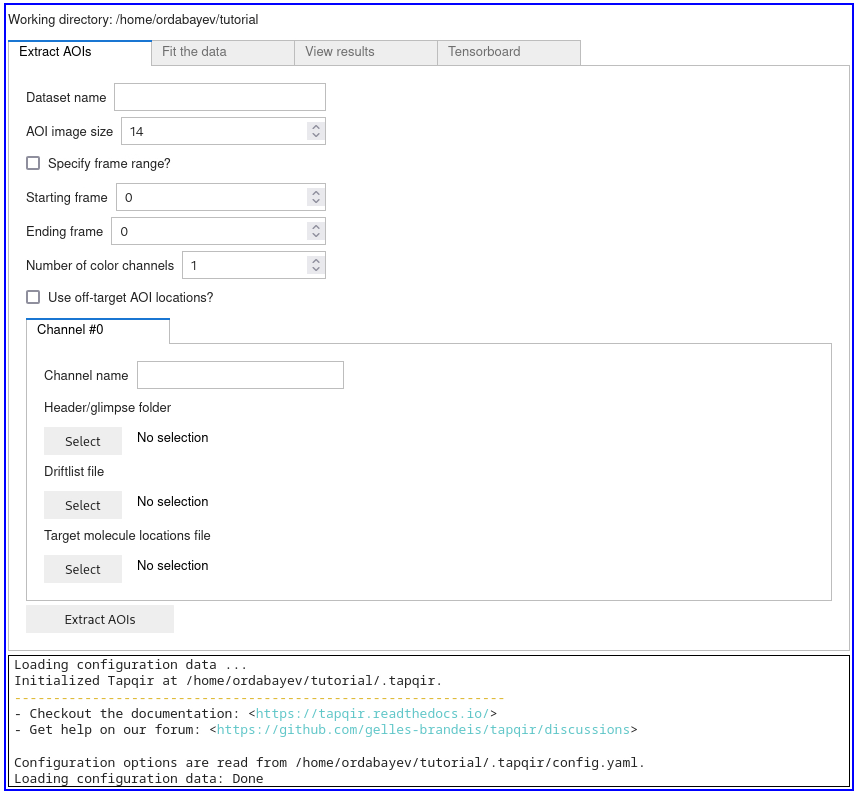 Working directory: /home/ordabayev/tutorial
Extract AOIs Fit the data View results Tensorboard
Dataset name
AOI image size 14
Specify frame range?
Starting frame 0
Ending frame 0
Number of color channels 1
Use off-target AOI locations?
Channel #0
Channel name
Header/glimpse folder
Select No selection
Driftlist file
Select No selection
Target molecule locations file
Select No selection
Extract AOIs
Loading configuration data ...
Initialized Tapqir at /home/ordabayev/tutorial/.tapqir.
---------------------------------------------------------------
- Checkout the documentation: <https://tapqir.readthedocs.io/>
- Get help on our forum: <https://github.com/gelles-brandeis/tapqir/discussions>
Configuration options are read from /home/ordabayev/tutorial/.tapqir/config.yaml.
Loading configuration data: Done